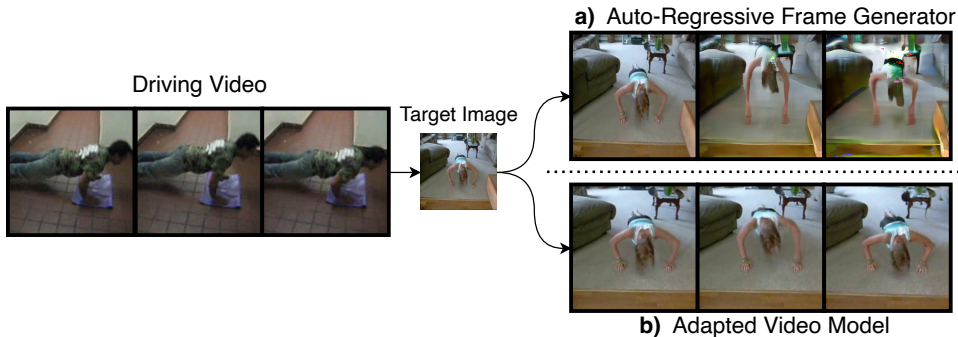 a) Auto-Regressive Frame Generator
Driving Video
Target Image
b) Adapted Video Model